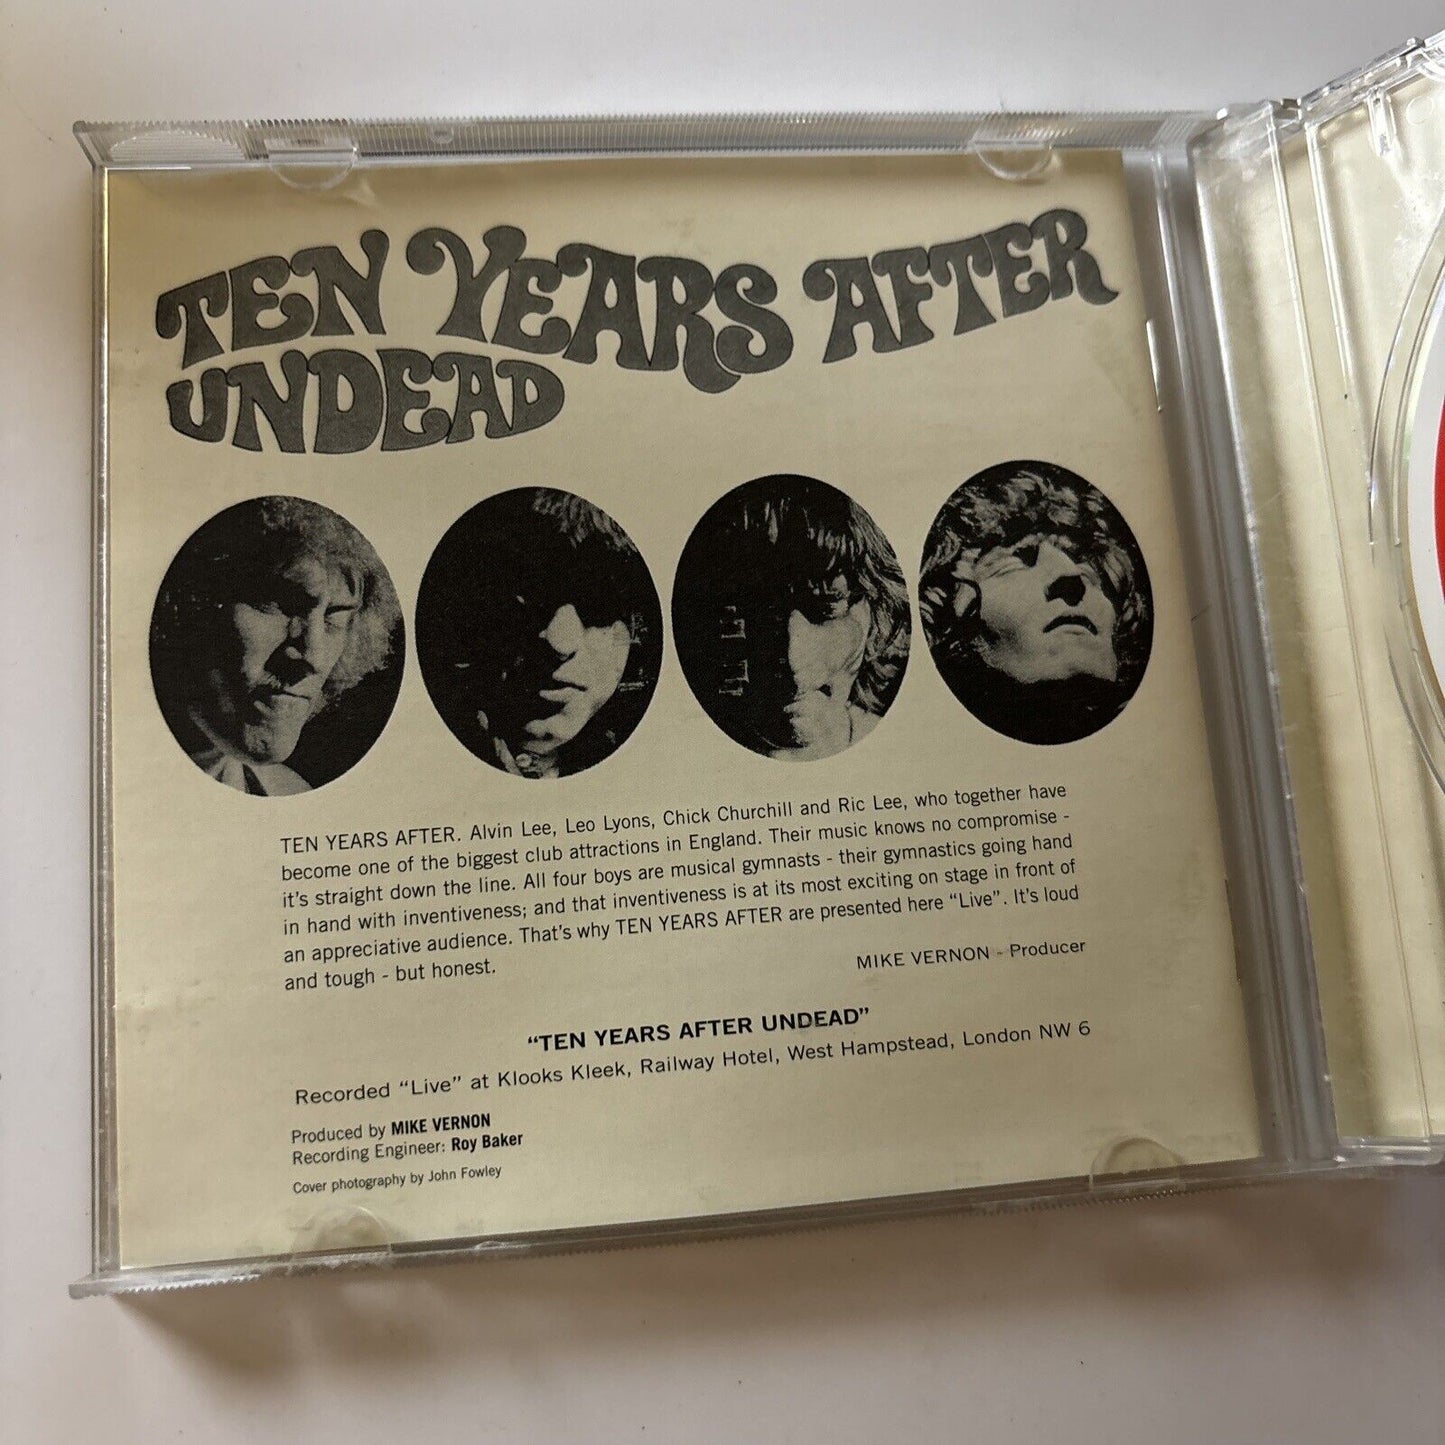 TEN YEARS AFTER
UNDEAD
TEN YEARS AFTER. Alvin Lee, Leo Lyons, Chick Churchill and Ric Lee, who together have
become one of the biggest club attractions in England. Their music knows no compromise -
it's straight down the line. All four boys are musical gymnasts - their gymnastics going hand
in hand with inventiveness; and that inventiveness is at its most exciting on stage in front of
an appreciative audience. That's why TEN YEARS AFTER are presented here “Live”. It's loud
and tough - but honest.
MIKE VERNON - Producer
“TEN YEARS AFTER UNDEAD”
Recorded “Live” at Klooks Kleek, Railway Hotel, West Hampstead, London NW 6
Produced by MIKE VERNON
Recording Engineer: Roy Baker
Cover photography by John Fowley